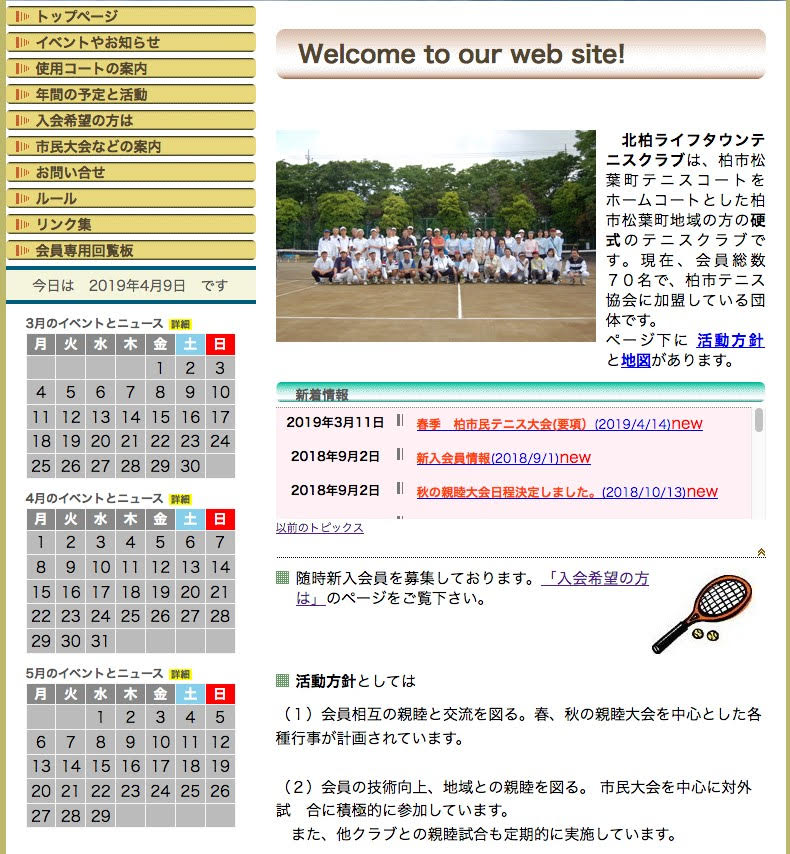 トップページ
イベントやお知らせ
使用コートの案内
年間の予定と活動
入会希望の方は
市民大会などの案内
お問い合せ
ルール
リンク集
会員専用回覧板
今日は　2019年4月9日　です
3月のイベントとニュース 詳細
月 火 水 木 金 土 日
1 2 3
4 5 6 7 8 9 10
11 12 13 14 15 16 17
18 19 20 21 22 23 24
25 26 27 28 29 30
4月のイベントとニュース 詳細
月 火 水 木 金 土 日
1 2 3 4 5 6 7
8 9 10 11 12 13 14
15 16 17 18 19 20 21
22 23 24 25 26 27 28
29 30 31
5月のイベントとニュース 詳細
月 火 水 木 金 土 日
1 2 3 4 5
6 7 8 9 10 11 12
13 14 15 16 17 18 19
20 21 22 23 24 25 26
27 28 29
Welcome to our web site!
北柏ライフタウンテ
ニスクラブは、柏市松
葉町テニスコートを
ホームコートとした柏
市松葉町地域の方の硬
式のテニスクラブで
す。現在、会員総数
７０名で、柏市テニス
協会に加盟している団
体です。
ページ下に 活動方針
と地図があります。
新着情報
2019年3月11日 春季　柏市民テニス大会(要項）(2019/4/14)new
2018年9月2日 新入会員情報(2018/9/1)new
2018年9月2日 秋の親睦大会日程決定しました。(2018/10/13)new
以前のトピックス
随時新入会員を募集しております。「入会希望の方
は」のページをご覧下さい。
活動方針としては
（１）会員相互の親睦と交流を図る。春、秋の親睦大会を中心とした各
種行事が計画されています。
（２）会員の技術向上、地域との親睦を図る。 市民大会を中心に対外
試　合に積極的に参加しています。
また、他クラブとの親睦試合も定期的に実施しています。